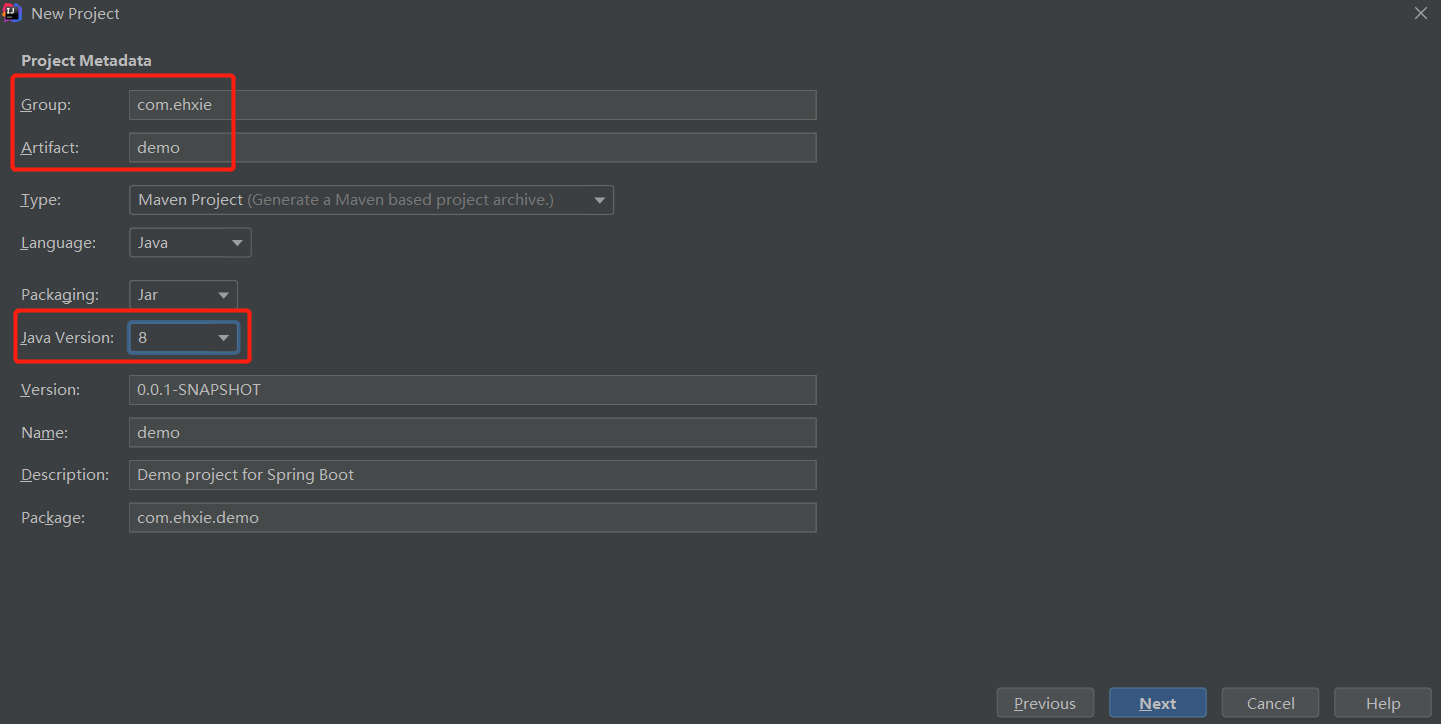 New Project
Project Metadata
Group: com.ehxie
Artifact: demo
Type: Maven Project (Generate a Maven based project archive.)
Language: Java
Packaging: Jar
Java Version: 8
Version: 0.0.1-SNAPSHOT
Name: demo
Description: Demo project for Spring Boot
Package: com.ehxie.demo
Previous Next Cancel Help